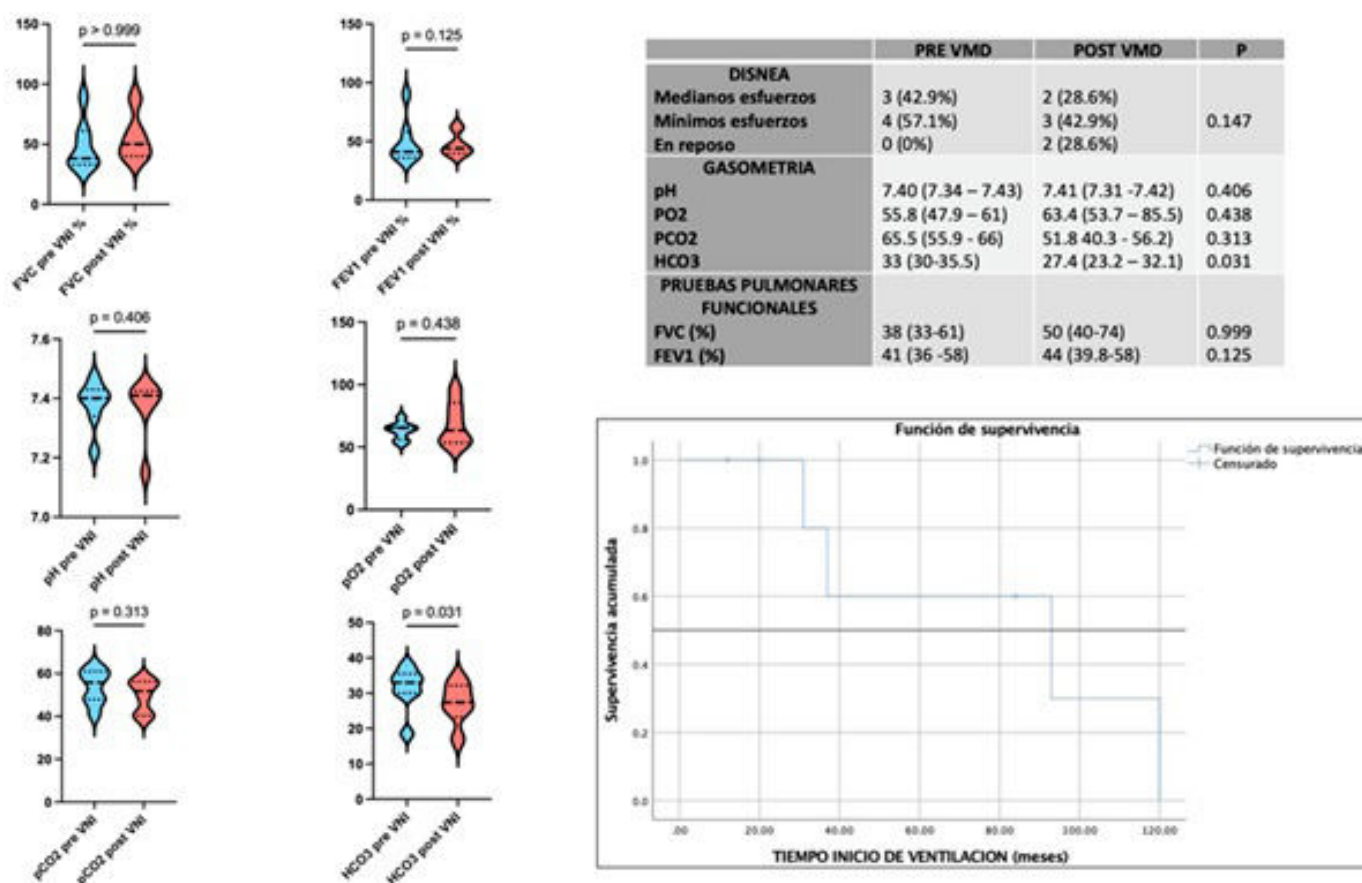 150
p > 0.999
100
50
0
FVC pre VNI %
FVC post VNI %
150
p = 0.125
100
50
0
FEV1 pre VNI %
FEV1 post VNI %
p = 0.406
7.6
7.4
7.2
7.0
pH pre VNI
pH post VNI
150
p = 0.438
100
50
0
pO2 pre VNI
pO2 post VNI
p = 0.313
80
60
40
20
0
pCO2 pre VNI
pCO2 post VNI
p = 0.031
50
40
30
20
10
0
HCO3 pre VNI
HCO3 post VNI
PRE VMD POST VMD P
DISNEA
Medianos esfuerzos 3 (42.9%) 2 (28.6%)
Mínimos esfuerzos 4 (57.1%) 3 (42.9%) 0.147
En reposo 0 (0%) 2 (28.6%)
GASOMETRIA
pH 7.40 (7.34 – 7.43) 7.41 (7.31 -7.42) 0.406
PO2 55.8 (47.9 – 61) 63.4 (53.7 – 85.5) 0.438
PCO2 65.5 (55.9 - 66) 51.8 40.3 - 56.2) 0.313
HCO3 33 (30-35.5) 27.4 (23.2 – 32.1) 0.031
PRUEBAS PULMONARES
FUNCIONALES
FVC (%) 38 (33-61) 50 (40-74) 0.999
FEV1 (%) 41 (36 -58) 44 (39.8-58) 0.125
Función de supervivencia
Función de supervivencia
Censurado
Supervivencia acumulada
1.0
0.8
0.6
0.4
0.2
0.0
.00 20.00 40.00 60.00 80.00 100.00 120.00
TIEMPO INICIO DE VENTILACION (meses)